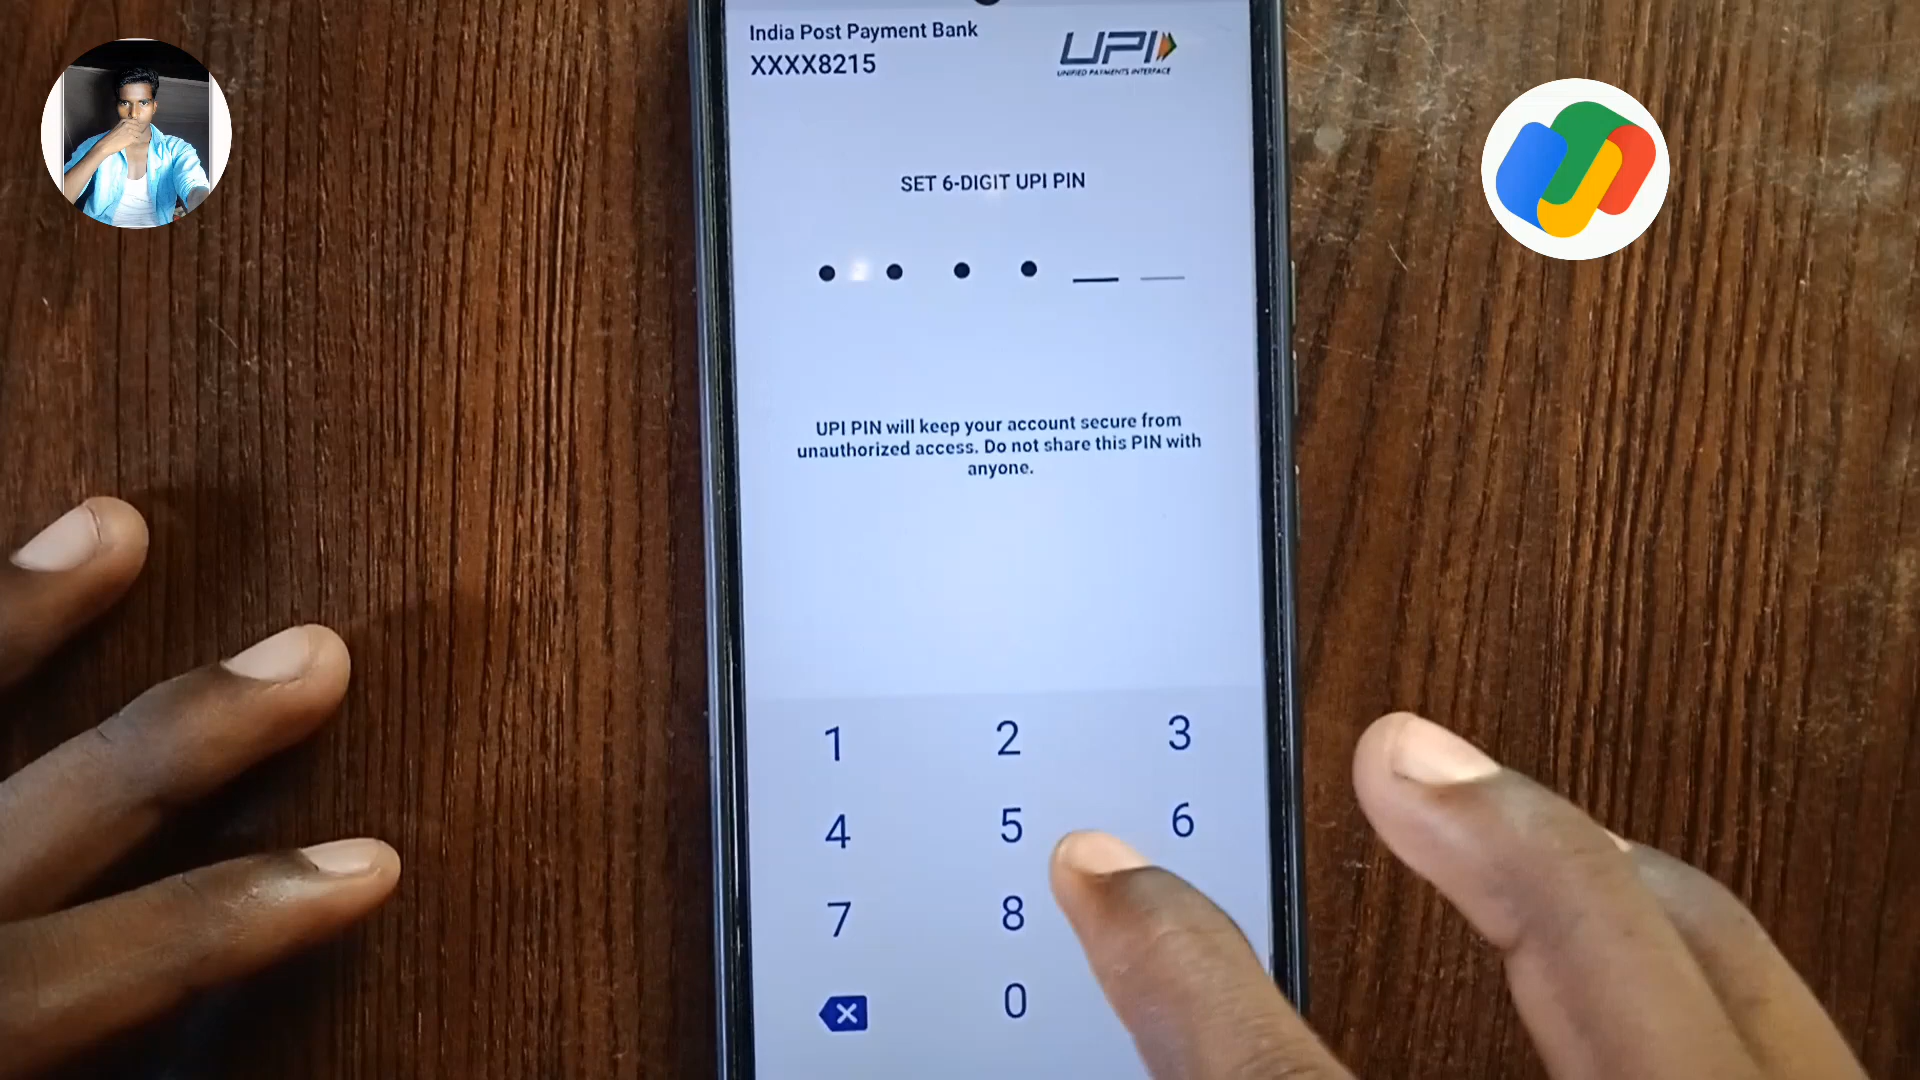 India Post Payment Bank
XXXX8215
UPI
UNIFIED PAYMENTS INTERFACE
SET 6-DIGIT UPI PIN
UPI PIN will keep your account secure from
unauthorized access. Do not share this PIN with
anyone.
1 2 3
4 5 6
7 8
0